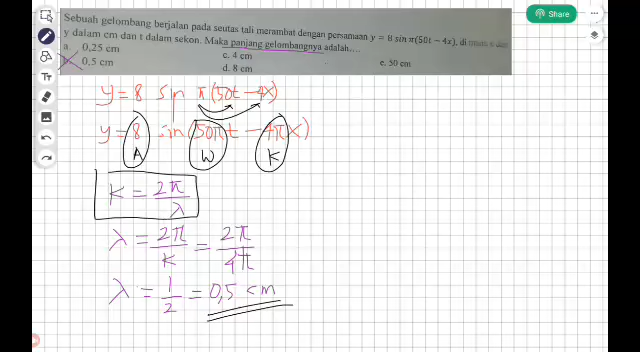 Sebuah gelombang berjalan pada seutas tali merambat dengan persamaan y = 8 sin π(50t − 4x), di mana x dan
y dalam cm dan t dalam sekon. Maka panjang gelombangnya adalah....
a 0,25 cm c. 4 cm e. 50 cm
b. 0,5 cm d. 8 cm
y = 8 sin π(50t − 4x)
y = 8 sin(50πt − 4πx)
A W K
K = 2π/λ
λ = 2π/K = 2π/4π
λ = 1/2 = 0,5 cm